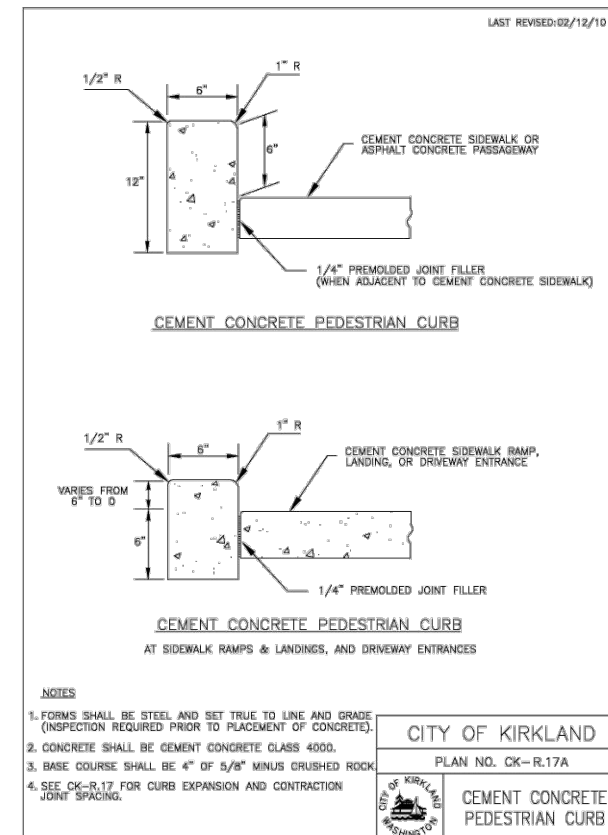 LAST REVISED:02/12/10
1/2" R
6"
1" R
12"
6"
CEMENT CONCRETE SIDEWALK OR
ASPHALT CONCRETE PASSAGEWAY
1/4" PREMOLDED JOINT FILLER
(WHEN ADJACENT TO CEMENT CONCRETE SIDEWALK)
CEMENT CONCRETE PEDESTRIAN CURB
1/2" R
6"
1" R
VARIES FROM
6" TO 0
6"
CEMENT CONCRETE SIDEWALK RAMP,
LANDING, OR DRIVEWAY ENTRANCE
1/4" PREMOLDED JOINT FILLER
CEMENT CONCRETE PEDESTRIAN CURB
AT SIDEWALK RAMPS & LANDINGS, AND DRIVEWAY ENTRANCES
NOTES
1. FORMS SHALL BE STEEL AND SET TRUE TO LINE AND GRADE
(INSPECTION REQUIRED PRIOR TO PLACEMENT OF CONCRETE).
2. CONCRETE SHALL BE CEMENT CONCRETE CLASS 4000.
3. BASE COURSE SHALL BE 4" OF 5/8" MINUS CRUSHED ROCK.
4. SEE CK-R.17 FOR CURB EXPANSION AND CONTRACTION
JOINT SPACING.
CITY OF KIRKLAND
PLAN NO. CK-R.17A
CITY OF KIRKLAND
WASHINGTON
CEMENT CONCRETE
PEDESTRIAN CURB